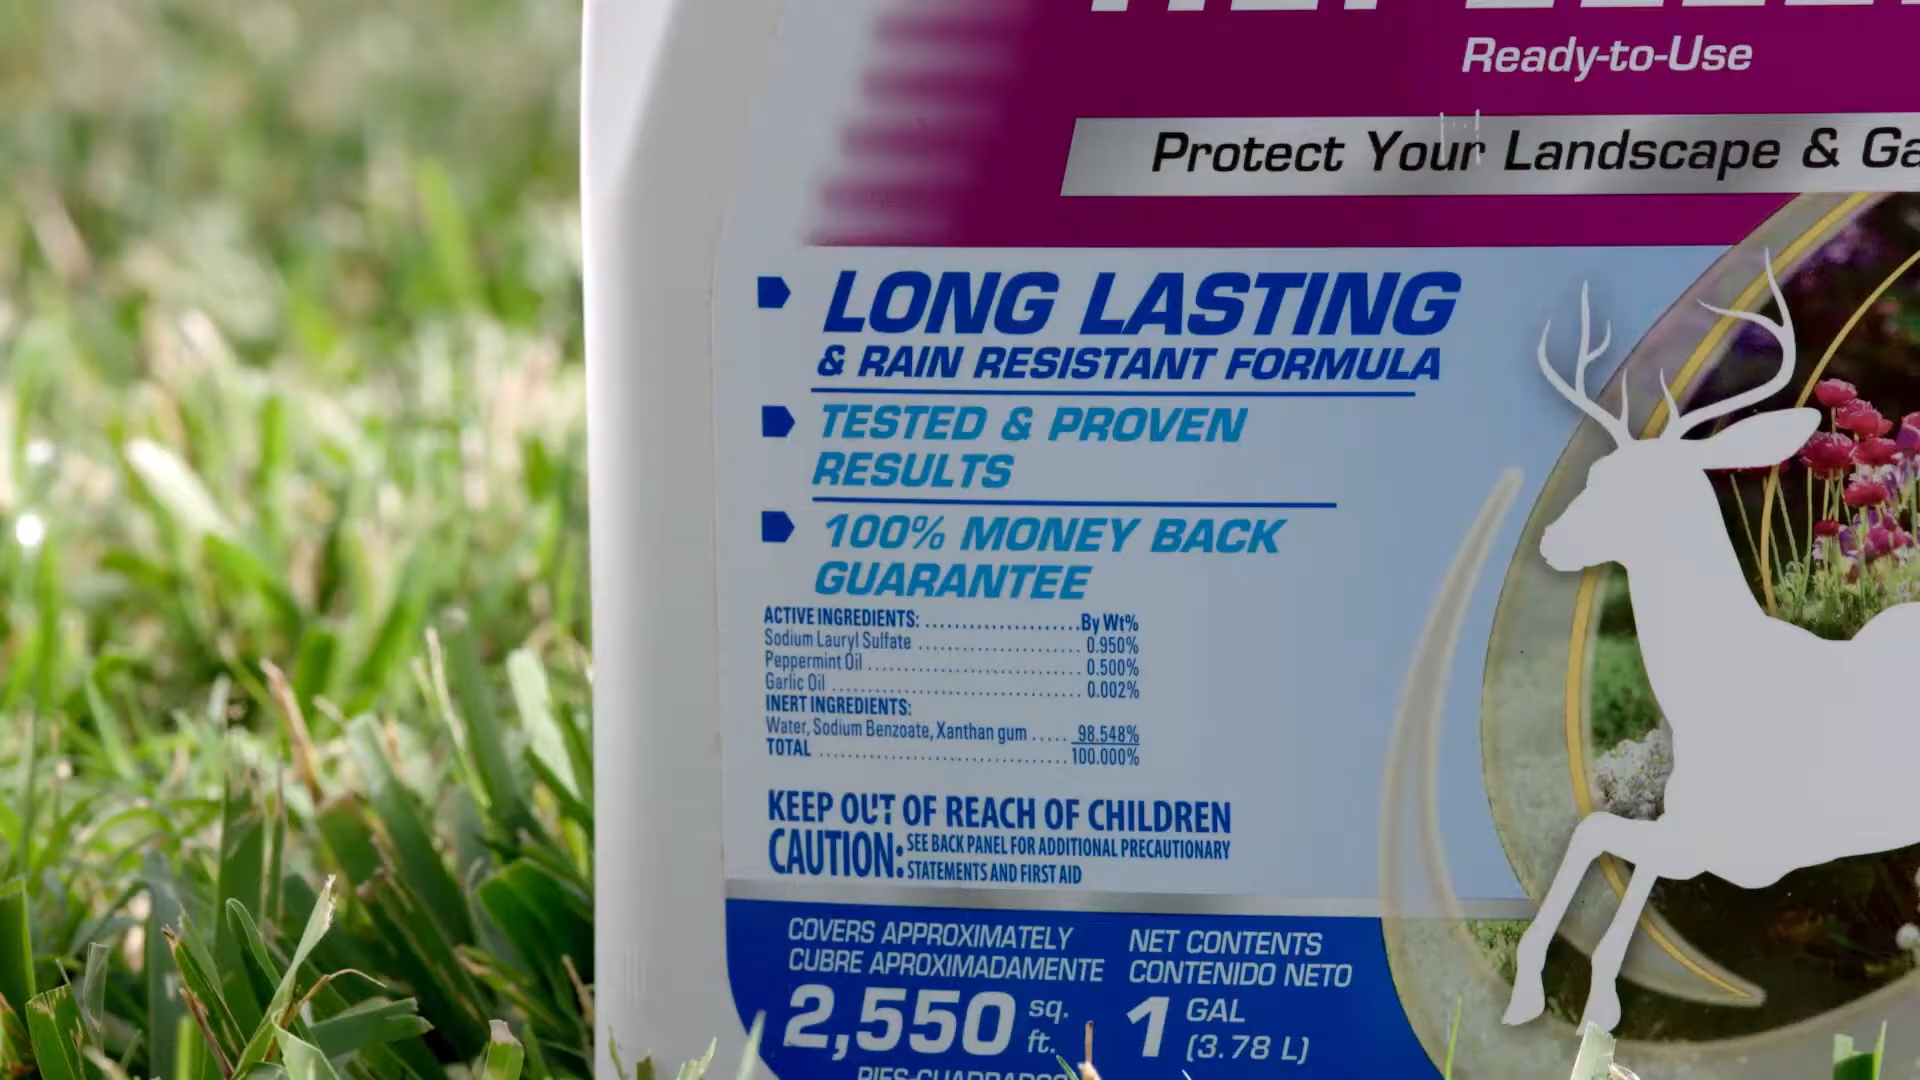 Ready-to-Use
Protect Your Landscape &
LONG LASTING
& RAIN RESISTANT FORMULA
TESTED & PROVEN
RESULTS
100% MONEY BACK
GUARANTEE
ACTIVE INGREDIENTS: ....................By Wt%
Sodium Lauryl Sulfate ..................... 0.950%
Peppermint Oil ............................ 0.500%
Garlic Oil ................................ 0.002%
INERT INGREDIENTS:
Water, Sodium Benzoate, Xanthan gum ..... 98.548%
TOTAL ................................ 100.000%
KEEP OUT OF REACH OF CHILDREN
CAUTION: SEE BACK PANEL FOR ADDITIONAL PRECAUTIONARY
STATEMENTS AND FIRST AID
COVERS APPROXIMATELY
CUBRE APROXIMADAMENTE
2,550 sq. ft.
NET CONTENTS
CONTENIDO NETO
1 GAL
(3.78 L)